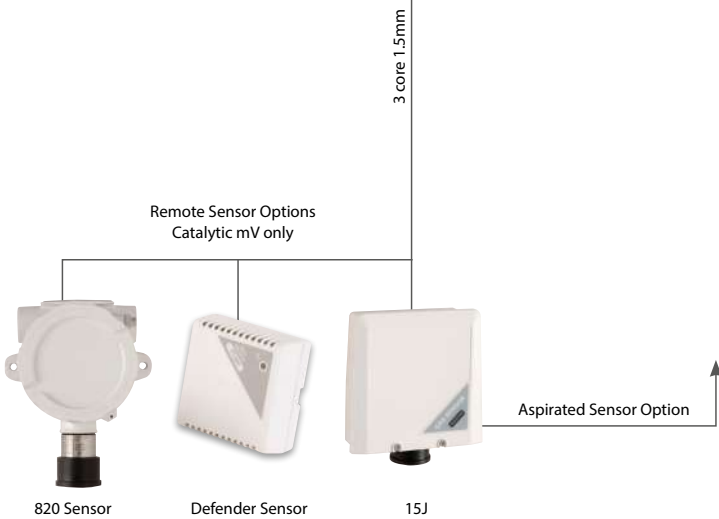 3 core 1.5mm
Remote Sensor Options
Catalytic mV only
Aspirated Sensor Option
820 Sensor
Defender Sensor
15J